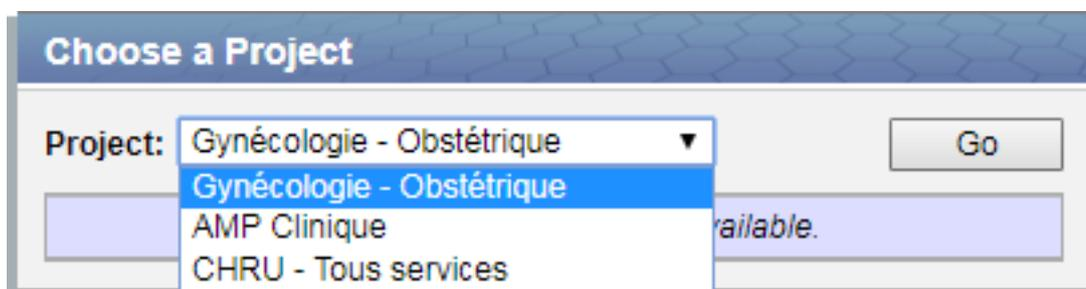 Choose a Project
Project: Gynécologie - Obstétrique Go
Gynécologie - Obstétrique
AMP Clinique
CHRU - Tous services